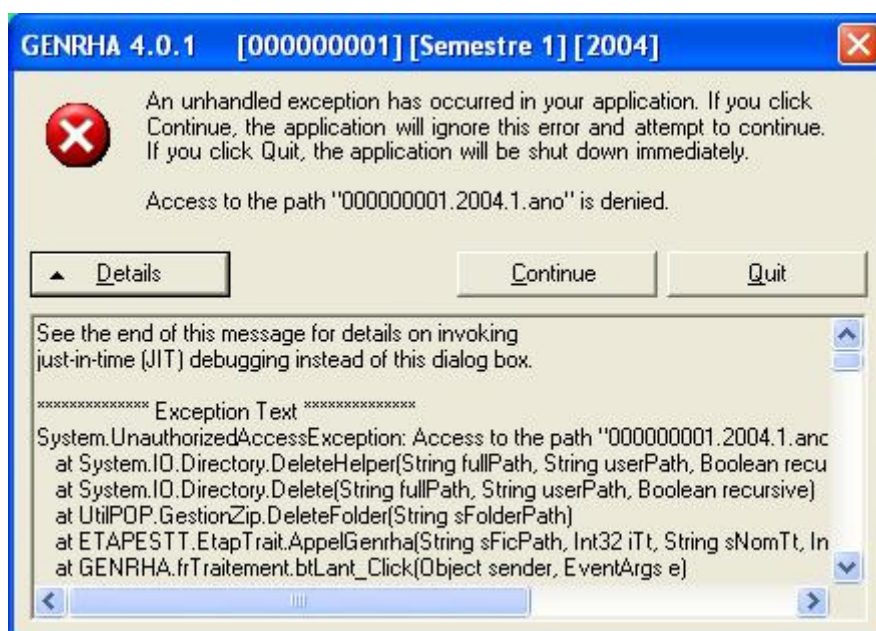 GENRHA 4.0.1 [000000001] [Semestre 1] [2004]
An unhandled exception has occurred in your application. If you click
Continue, the application will ignore this error and attempt to continue.
If you click Quit, the application will be shut down immediately.
Access to the path "000000001.2004.1.ano" is denied.
Details
Continue
Quit
See the end of this message for details on invoking
just-in-time (JIT) debugging instead of this dialog box.
************** Exception Text **************
System.UnauthorizedAccessException: Access to the path "000000001.2004.1.anc
at System.IO.Directory.DeleteHelper(String fullPath, String userPath, Boolean recu
at System.IO.Directory.Delete(String fullPath, String userPath, Boolean recursive)
at UtilPOP.GestionZip.DeleteFolder(String sFolderPath)
at ETAPESTT.EtapTrait.AppelGenrha(String sFicPath, Int32 iTt, String sNomTt, In
at GENRHA.frTraitement.btLant_Click(Object sender, EventArgs e)